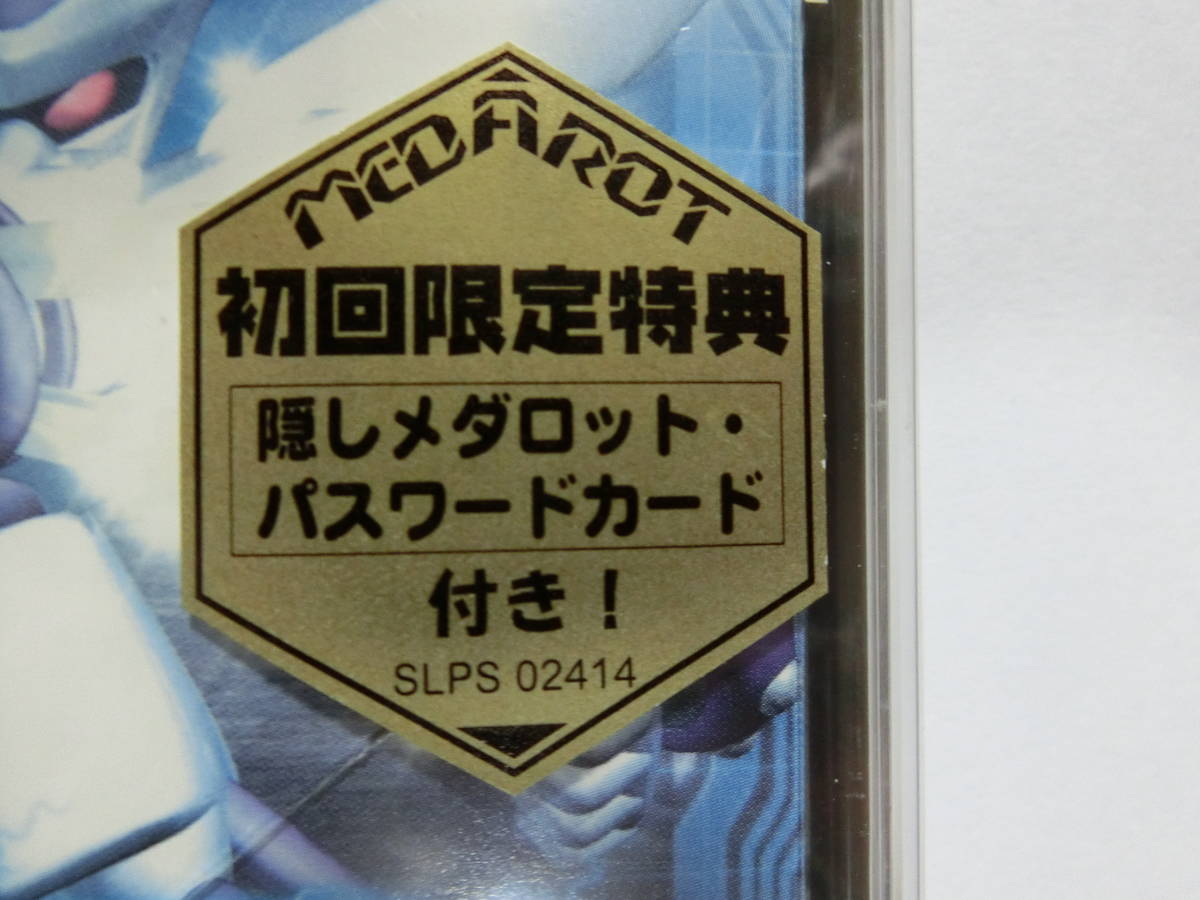 MEDAROT
初回限定特典
隠しメダロット・
パスワードカード
付き！
SLPS 02414